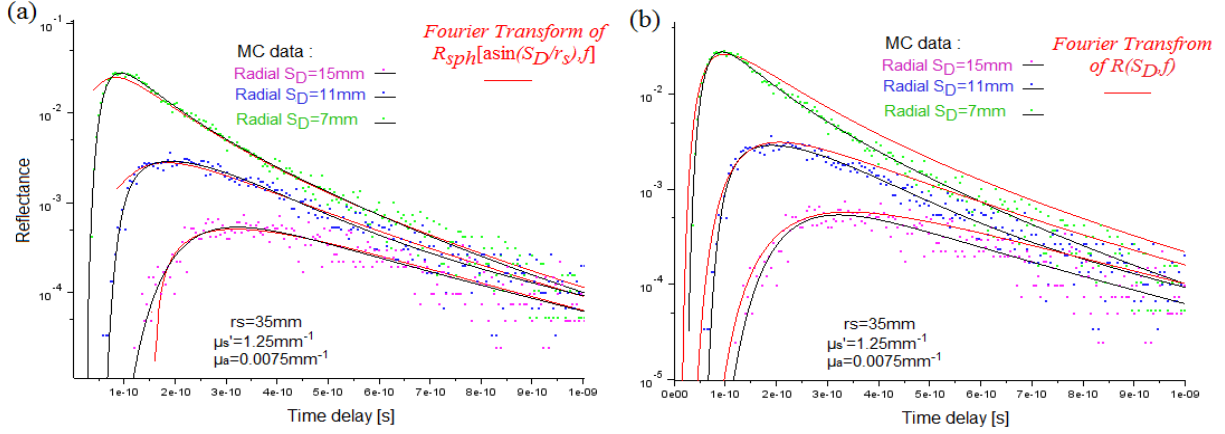 (a)
10^-1
10^-2
10^-3
10^-4
Reflectance
MC data :
Radial S_D=15mm
Radial S_D=11mm
Radial S_D=7mm
Fourier Transform of
R_sph[asin(S_D/r_s),f]
rs=35mm
µs'=1.25mm^-1
µa=0.0075mm^-1
1e-10 2e-10 3e-10 4e-10 5e-10 6e-10 7e-10 8e-10 9e-10 1e-09
Time delay [s]
(b)
10^-2
10^-3
10^-4
10^-5
MC data :
Radial S_D=15mm
Radial S_D=11mm
Radial S_D=7mm
Fourier Transfrom
of R(S_D,f)
rs=35mm
µs'=1.25mm^-1
µa=0.0075mm^-1
0e00 1e-10 2e-10 3e-10 4e-10 5e-10 6e-10 7e-10 8e-10 9e-10 1e-09
Time delay [s]